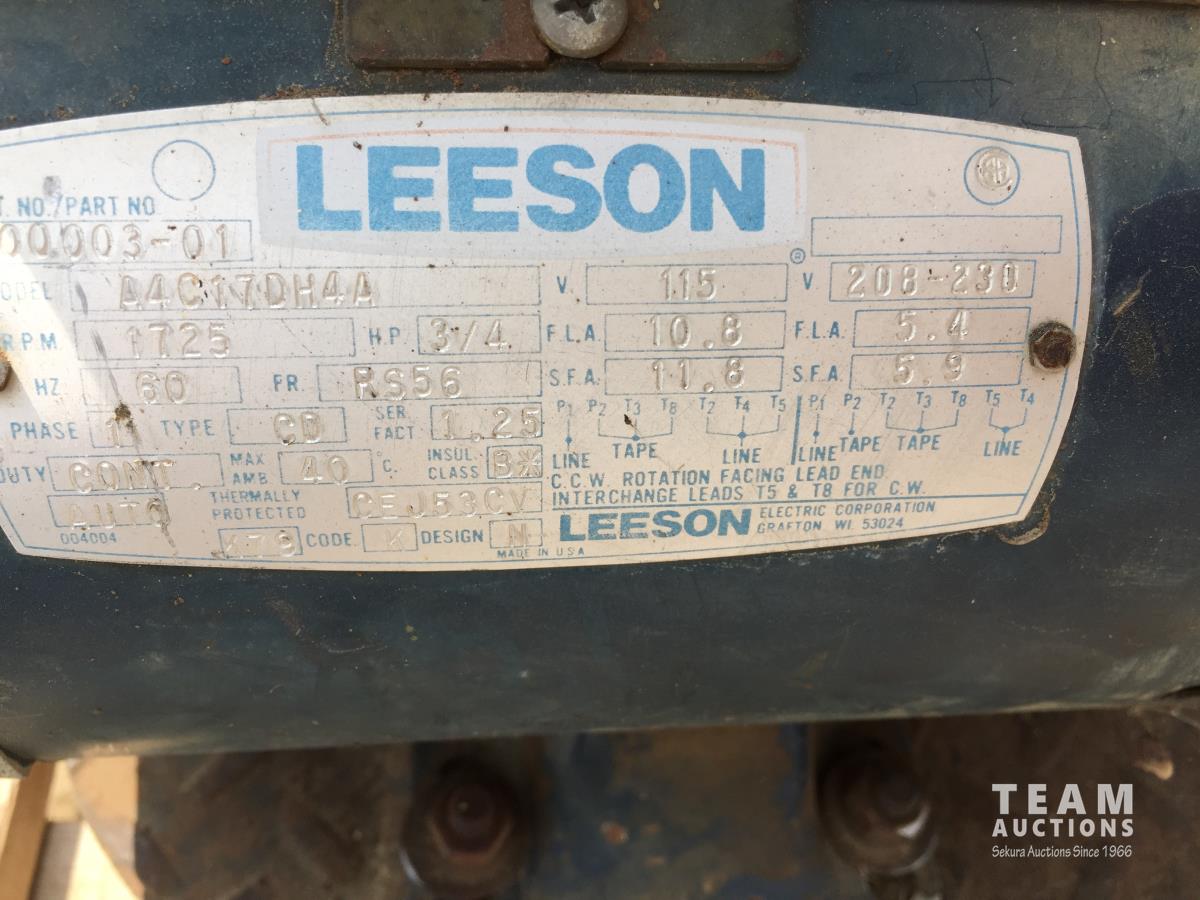 LEESON
T. NO./PART NO
00003-01
ODEL A4C17DH4A V. 115 V 208-230
R.P.M 1725 H.P. 3/4 F.L.A. 10.8 F.L.A. 5.4
HZ 60 FR. RS56 S.F.A. 11.8 S.F.A. 5.9
PHASE 1 TYPE CD SER. FACT 1.25
P1 P2 T3 T8 T2 T4 T5 P1 P2 T2 T3 T8 T5 T4
LINE TAPE LINE LINE TAPE TAPE LINE
DUTY CONT. MAX AMB 40 °C. INSUL. CLASS B*
C.C.W. ROTATION FACING LEAD END.
INTERCHANGE LEADS T5 & T8 FOR C.W.
AUTO THERMALLY PROTECTED CEJ53CV
LEESON ELECTRIC CORPORATION
GRAFTON, WI. 53024
004004 K79 CODE. K DESIGN N
MADE IN U.S.A
TEAM
AUCTIONS
Sekura Auctions Since 1966